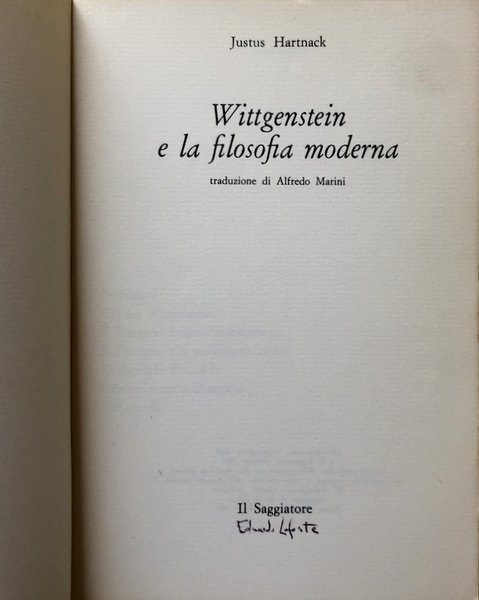 Justus Hartnack
Wittgenstein
e la filosofia moderna
traduzione di Alfredo Marini
Il Saggiatore